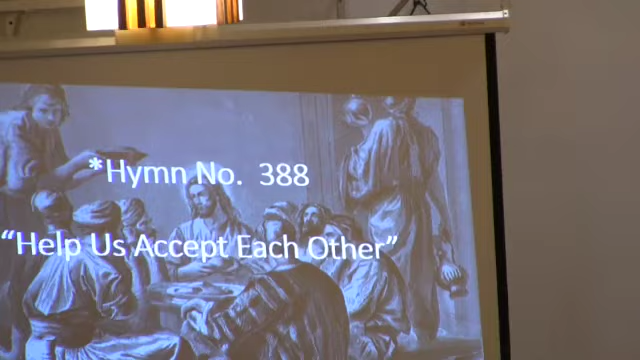 *Hymn No. 388
“Help Us Accept Each Other”